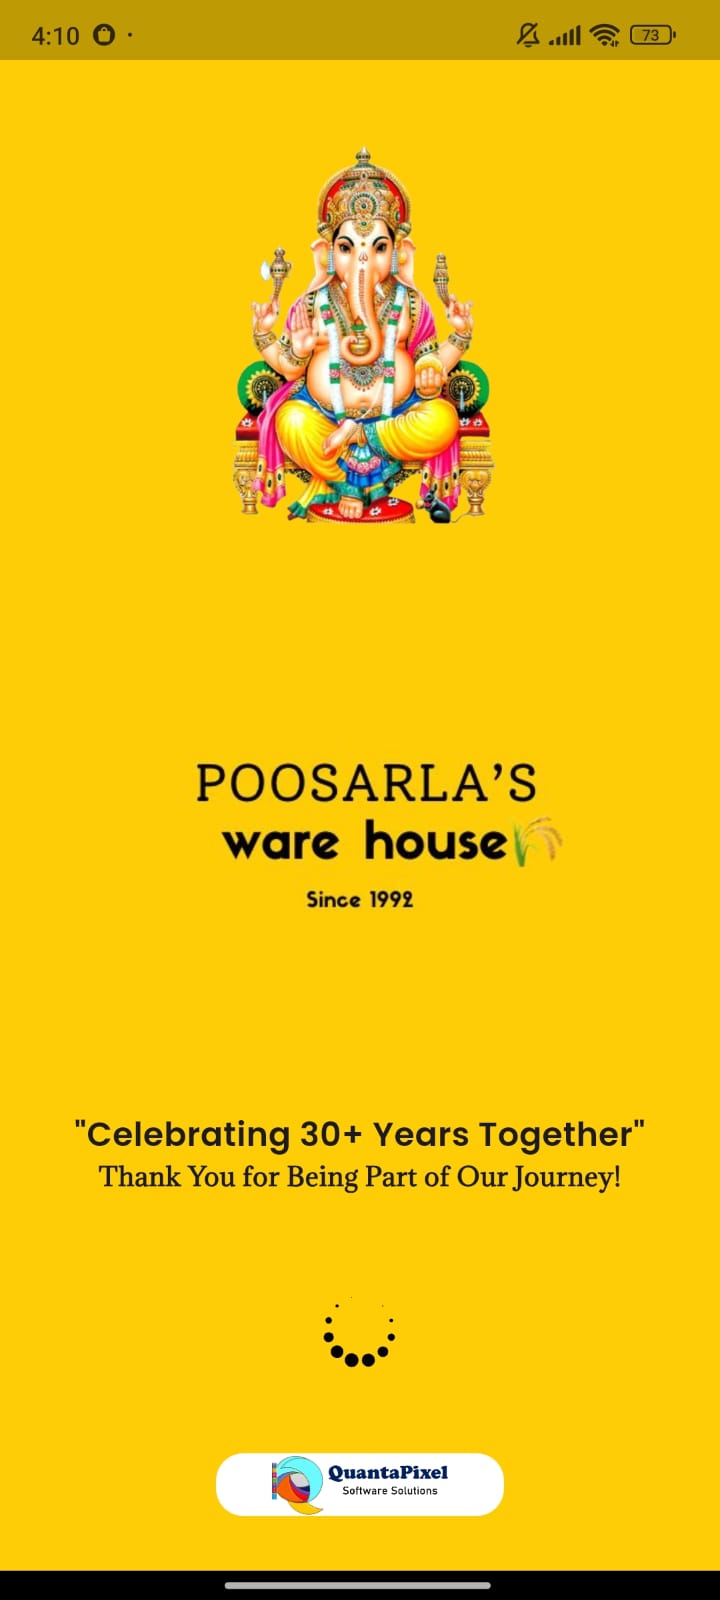 4:10
73
POOSARLA’S
ware house
Since 1992
"Celebrating 30+ Years Together"
Thank You for Being Part of Our Journey!
QuantaPixel
Software Solutions